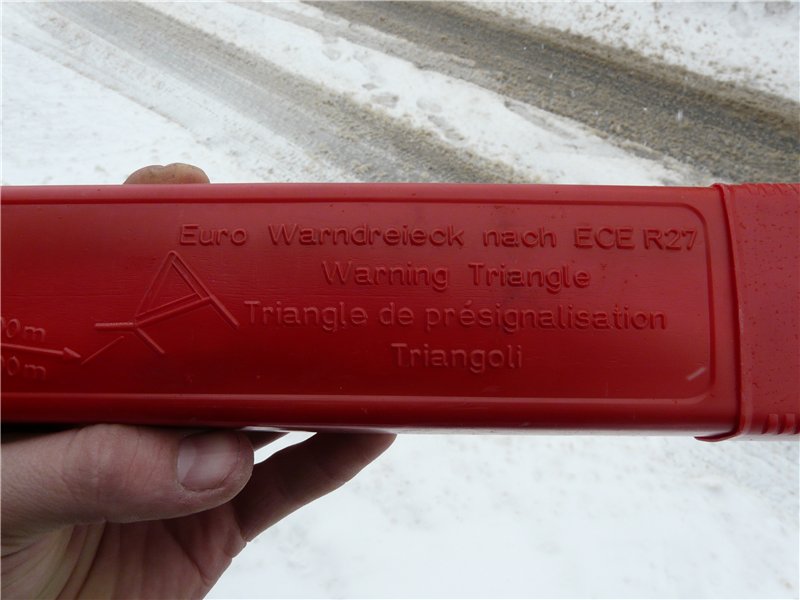 Euro Warndreieck nach ECE R27
Warning Triangle
Triangle de présignalisation
Triangoli